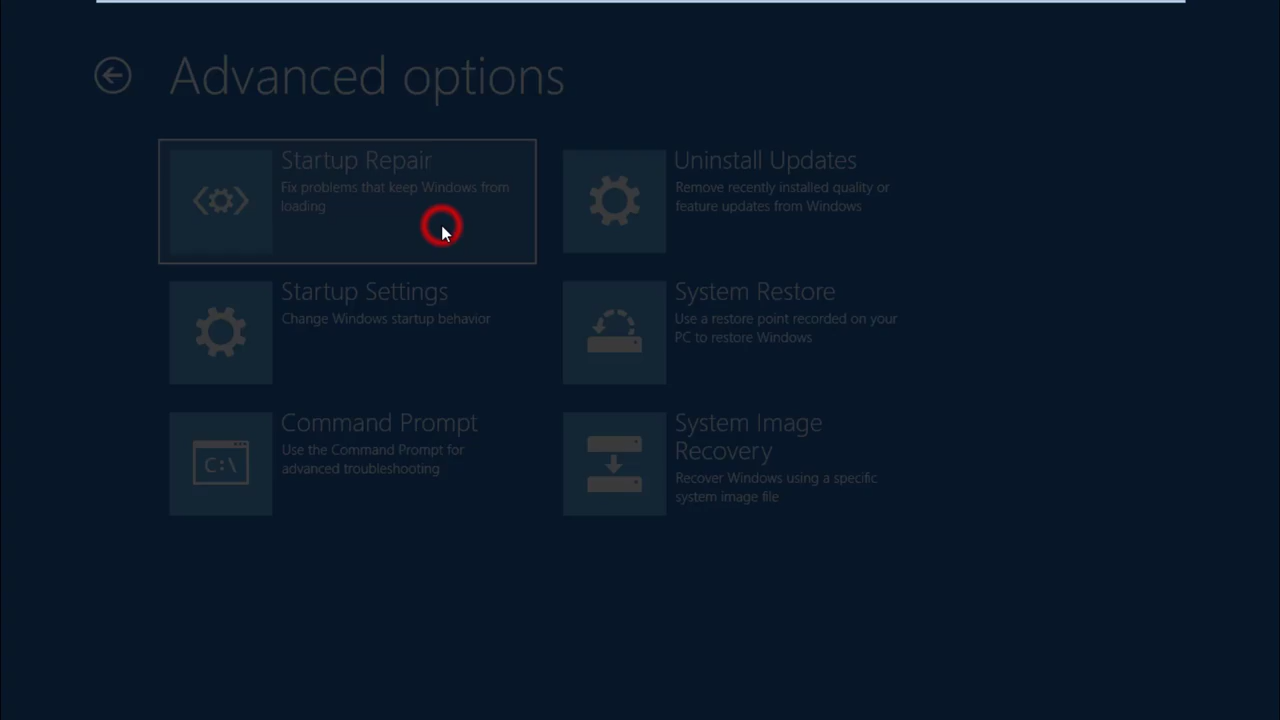 Advanced options
Startup Repair
Fix problems that keep Windows from
loading
Uninstall Updates
Remove recently installed quality or
feature updates from Windows
Startup Settings
Change Windows startup behavior
System Restore
Use a restore point recorded on your
PC to restore Windows
C:\
Command Prompt
Use the Command Prompt for
advanced troubleshooting
System Image
Recovery
Recover Windows using a specific
system image file